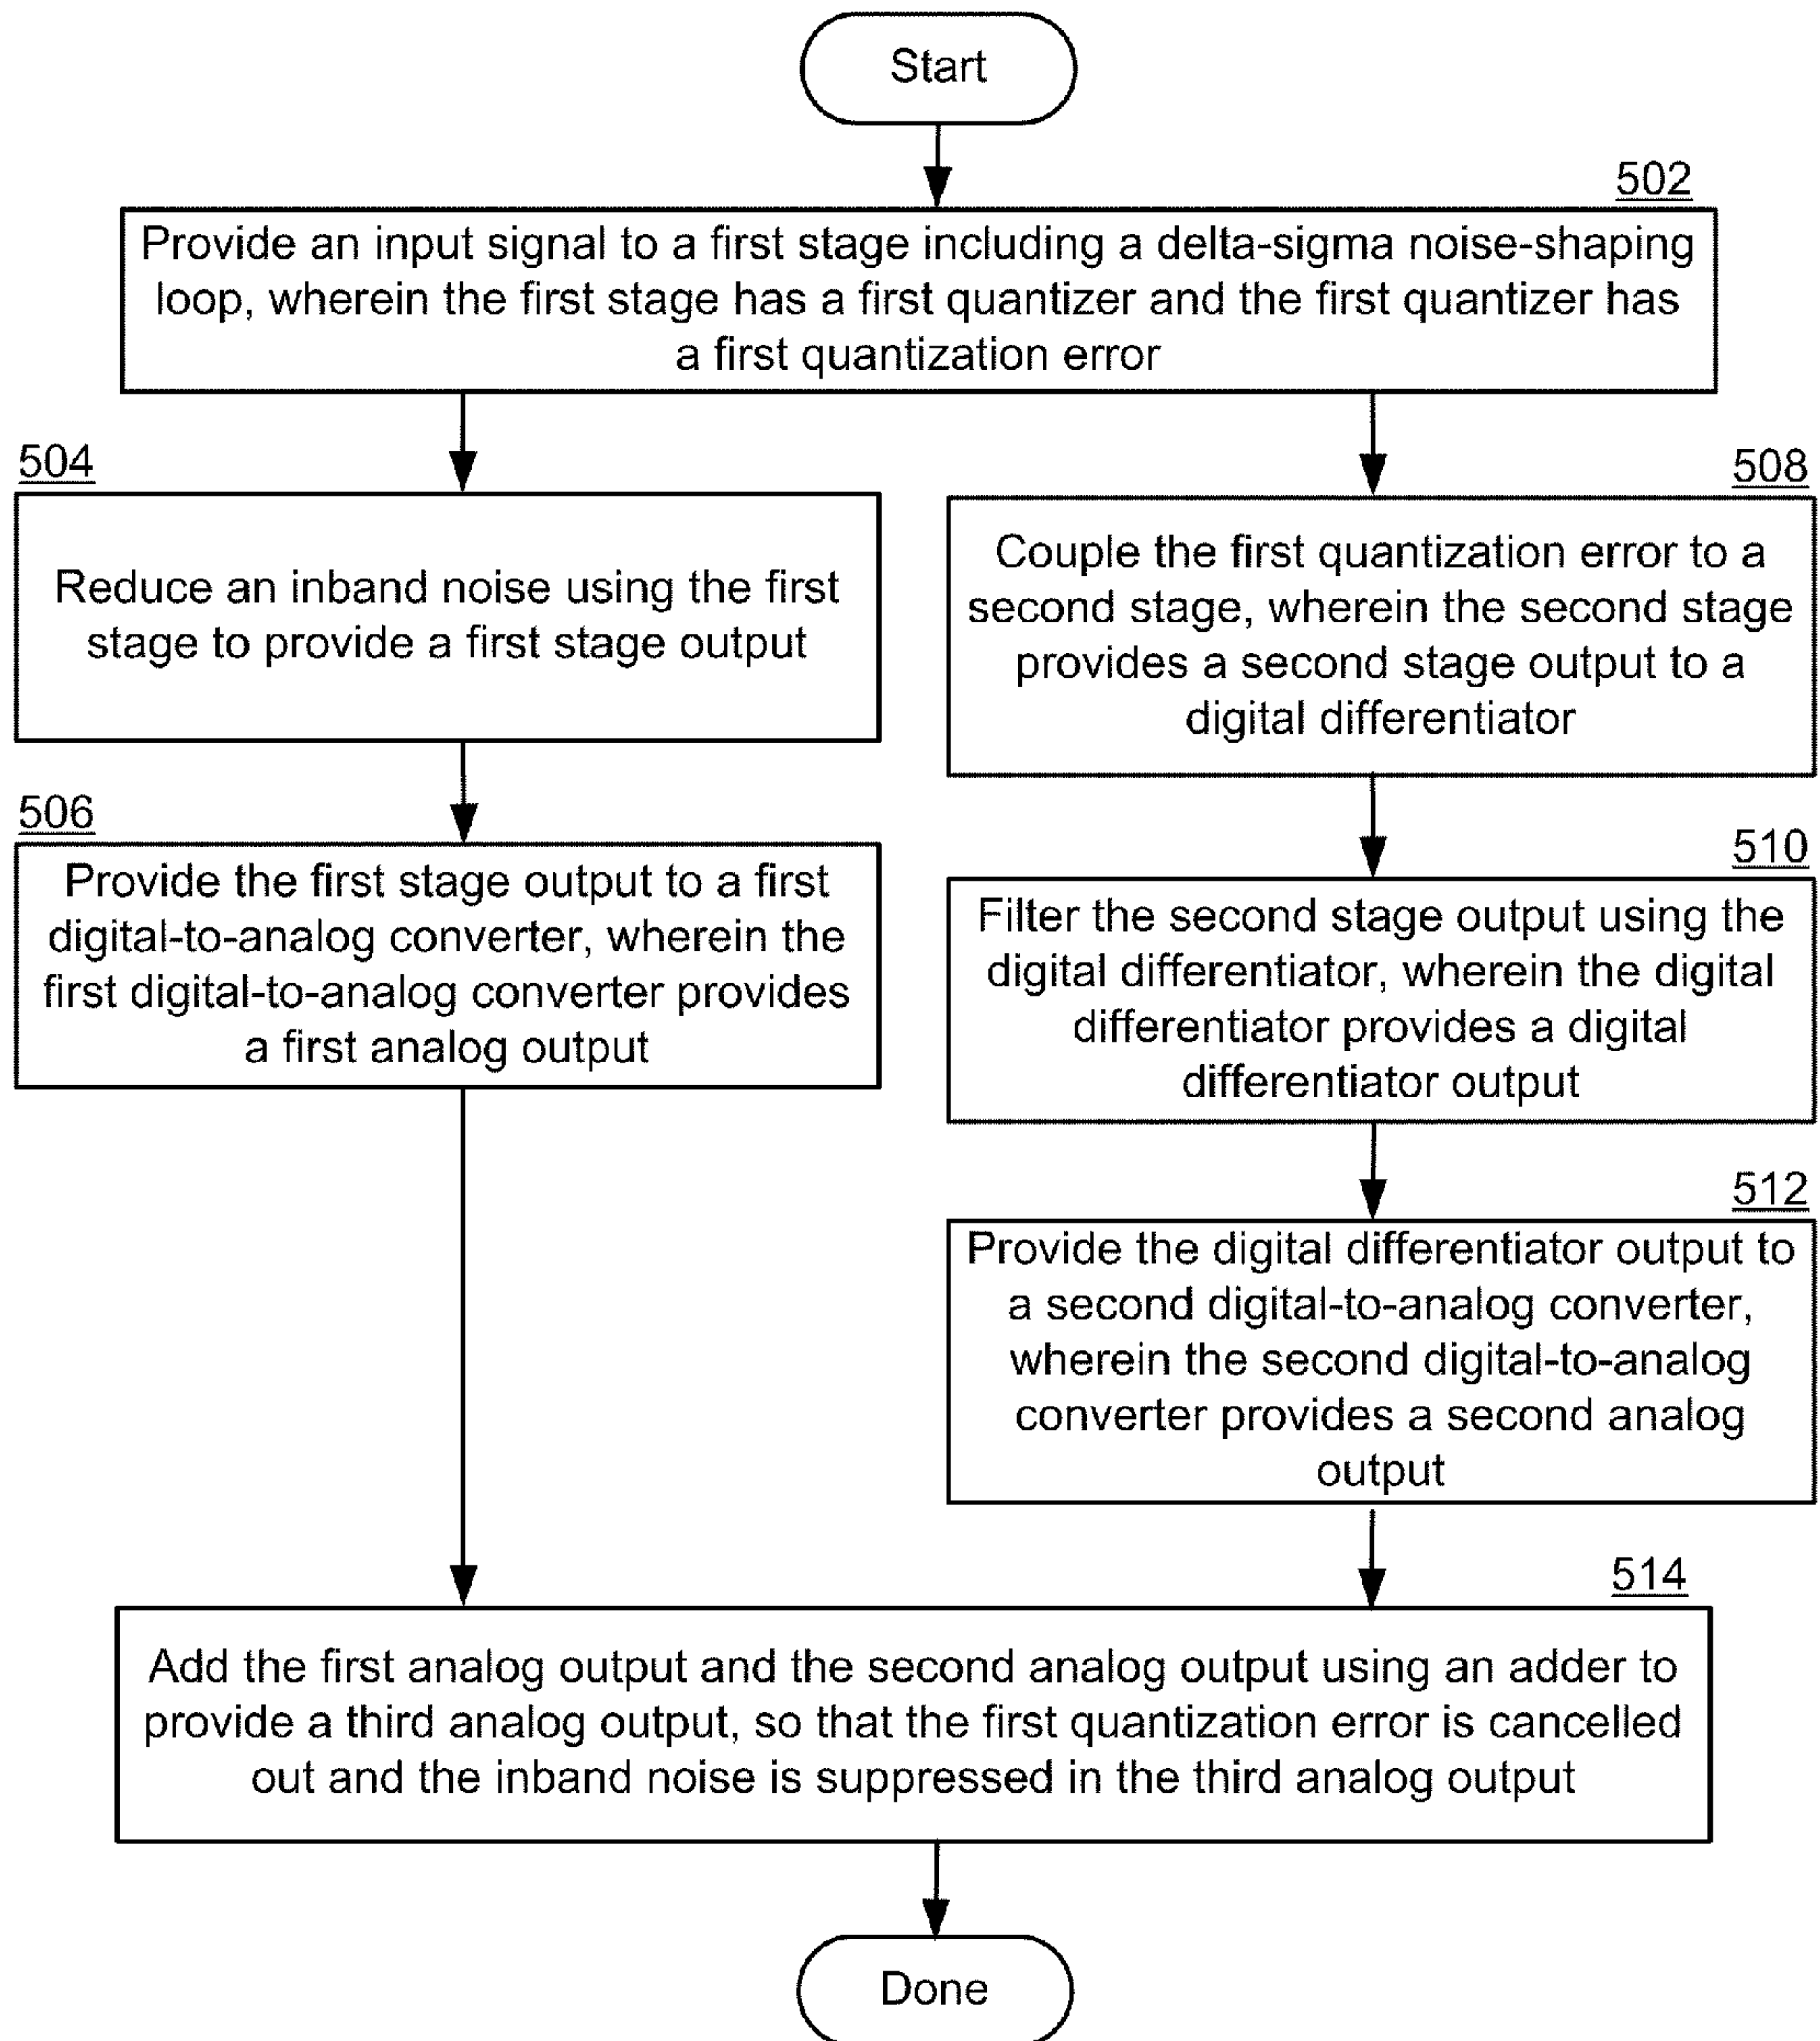 Start
502
Provide an input signal to a first stage including a delta-sigma noise-shaping
loop, wherein the first stage has a first quantizer and the first quantizer has
a first quantization error
504
Reduce an inband noise using the first
stage to provide a first stage output
506
Provide the first stage output to a first
digital-to-analog converter, wherein the
first digital-to-analog converter provides
a first analog output
508
Couple the first quantization error to a
second stage, wherein the second stage
provides a second stage output to a
digital differentiator
510
Filter the second stage output using the
digital differentiator, wherein the digital
differentiator provides a digital
differentiator output
512
Provide the digital differentiator output to
a second digital-to-analog converter,
wherein the second digital-to-analog
converter provides a second analog
output
514
Add the first analog output and the second analog output using an adder to
provide a third analog output, so that the first quantization error is cancelled
out and the inband noise is suppressed in the third analog output
Done